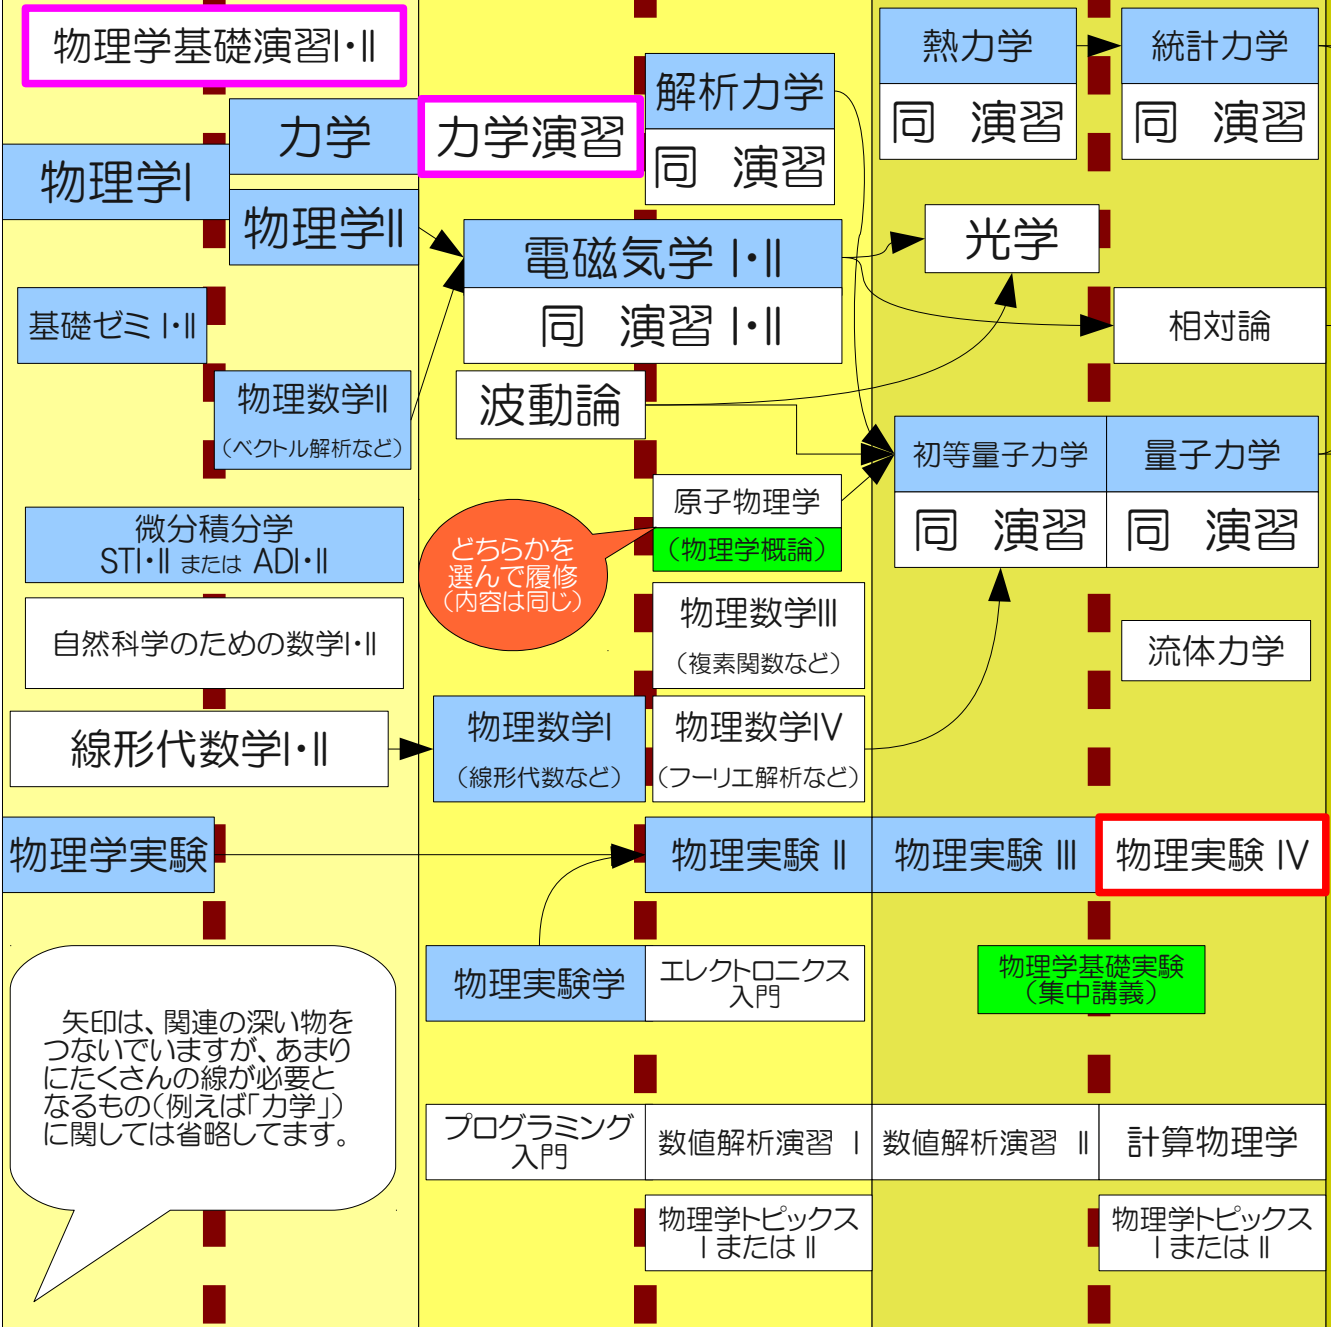 物理学基礎演習Ⅰ・Ⅱ
力学
物理学Ⅰ
物理学Ⅱ
基礎ゼミ Ⅰ・Ⅱ
物理数学Ⅱ
（ベクトル解析など）
微分積分学
STⅠ・Ⅱ または ADⅠ・Ⅱ
自然科学のための数学Ⅰ・Ⅱ
線形代数学Ⅰ・Ⅱ
物理学実験
矢印は、関連の深い物を
つないでいますが、あまり
にたくさんの線が必要と
なるもの（例えば「力学」）
に関しては省略してます。
力学演習
解析力学
同 演習
電磁気学 Ⅰ・Ⅱ
同 演習 Ⅰ・Ⅱ
波動論
原子物理学
（物理学概論）
どちらかを
選んで履修
（内容は同じ）
物理数学Ⅲ
（複素関数など）
物理数学Ⅰ
（線形代数など）
物理数学Ⅳ
（フーリエ解析など）
物理実験 Ⅱ
物理実験学
エレクトロニクス
入門
プログラミング
入門
数値解析演習 Ⅰ
物理学トピックス
Ⅰ または Ⅱ
熱力学
同 演習
統計力学
同 演習
光学
相対論
初等量子力学
同 演習
量子力学
同 演習
流体力学
物理実験 Ⅲ
物理実験 Ⅳ
物理学基礎実験
（集中講義）
数値解析演習 Ⅱ
計算物理学
物理学トピックス
Ⅰ または Ⅱ